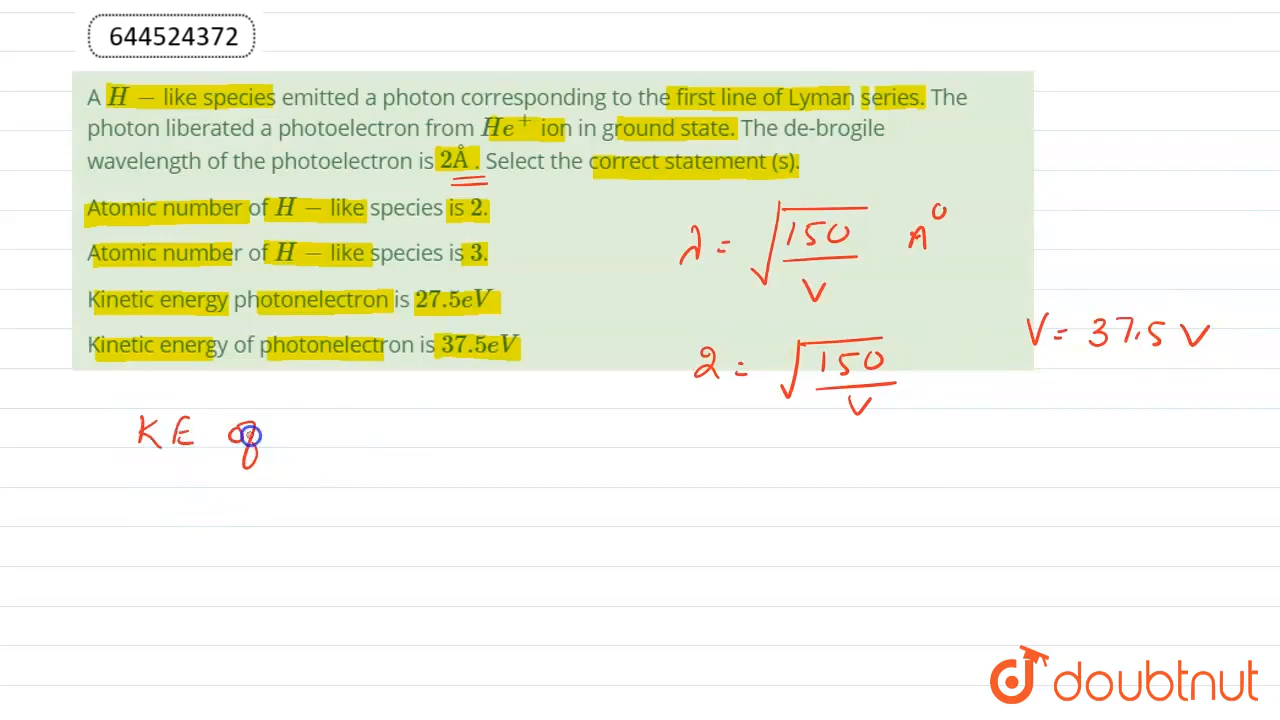 644524372
A H − like species emitted a photon corresponding to the first line of Lyman series. The
photon liberated a photoelectron from He⁺ ion in ground state. The de-brogile
wavelength of the photoelectron is 2Å. Select the correct statement (s).
Atomic number of H − like species is 2.
Atomic number of H − like species is 3.
Kinetic energy photonelectron is 27.5eV
Kinetic energy of photonelectron is 37.5eV
λ = √(150/V) A⁰
2 = √(150/V)
V = 37.5 V
KE of
doubtnut